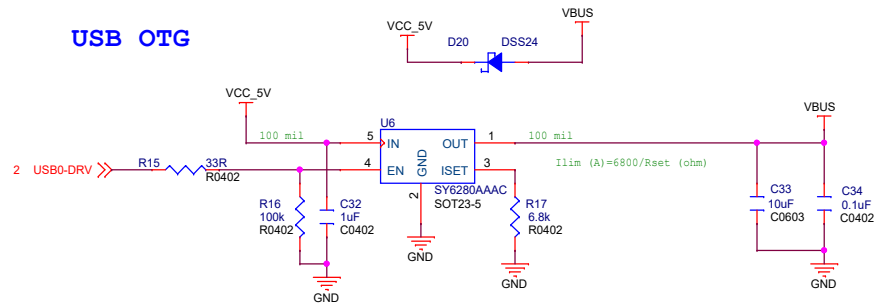 USB OTG
VCC_5V
D20
DSS24
VBUS
VCC_5V
VBUS
U6
100 mil
5
IN
OUT
1
100 mil
2
USB0-DRV
R15
33R
R0402
4
EN
GND
ISET
3
Ilim (A)=6800/Rset (ohm)
2
SY6280AAAC
SOT23-5
R16
100k
R0402
C32
1uF
C0402
R17
6.8k
R0402
C33
10uF
C0603
C34
0.1uF
C0402
GND
GND
GND
GND